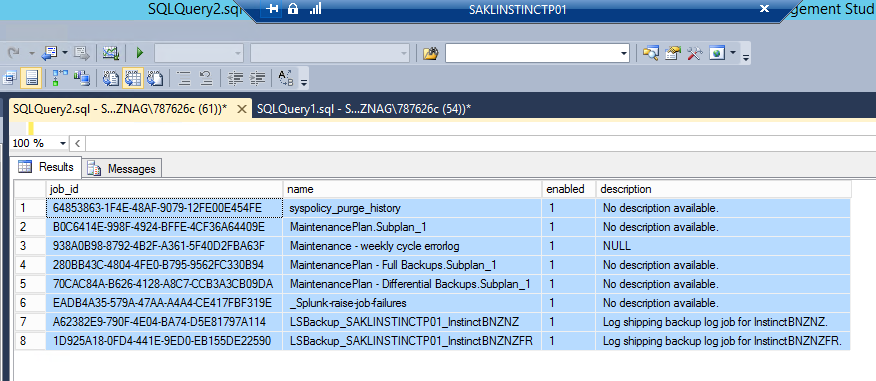 SQLQuery2.sql
SAKLINSTINCTP01
gement Stud
SQLQuery2.sql - S...ZNAG\787626c (61))* SQLQuery1.sql - S...ZNAG\787626c (54))*
100 %
Results Messages
job_id name enabled description
1 64853863-1F4E-48AF-9079-12FE00E454FE syspolicy_purge_history 1 No description available.
2 B0C6414E-998F-4924-BFFE-4CF36A64409E MaintenancePlan.Subplan_1 1 No description available.
3 938A0B98-8792-4B2F-A361-5F40D2FBA63F Maintenance - weekly cycle errorlog 1 NULL
4 280BB43C-4804-4FE0-B795-9562FC330B94 MaintenancePlan - Full Backups.Subplan_1 1 No description available.
5 70CAC84A-B626-4128-A8C7-CCB3A3CB09DA MaintenancePlan - Differential Backups.Subplan_1 1 No description available.
6 EADB4A35-579A-47AA-A4A4-CE417FBF319E _Splunk-raise-job-failures 1 No description available.
7 A62382E9-790F-4E04-BA74-D5E81797A114 LSBackup_SAKLINSTINCTP01_InstinctBNZNZ 1 Log shipping backup log job for InstinctBNZNZ.
8 1D925A18-0FD4-441E-9ED0-EB155DE22590 LSBackup_SAKLINSTINCTP01_InstinctBNZNZFR 1 Log shipping backup log job for InstinctBNZNZFR.